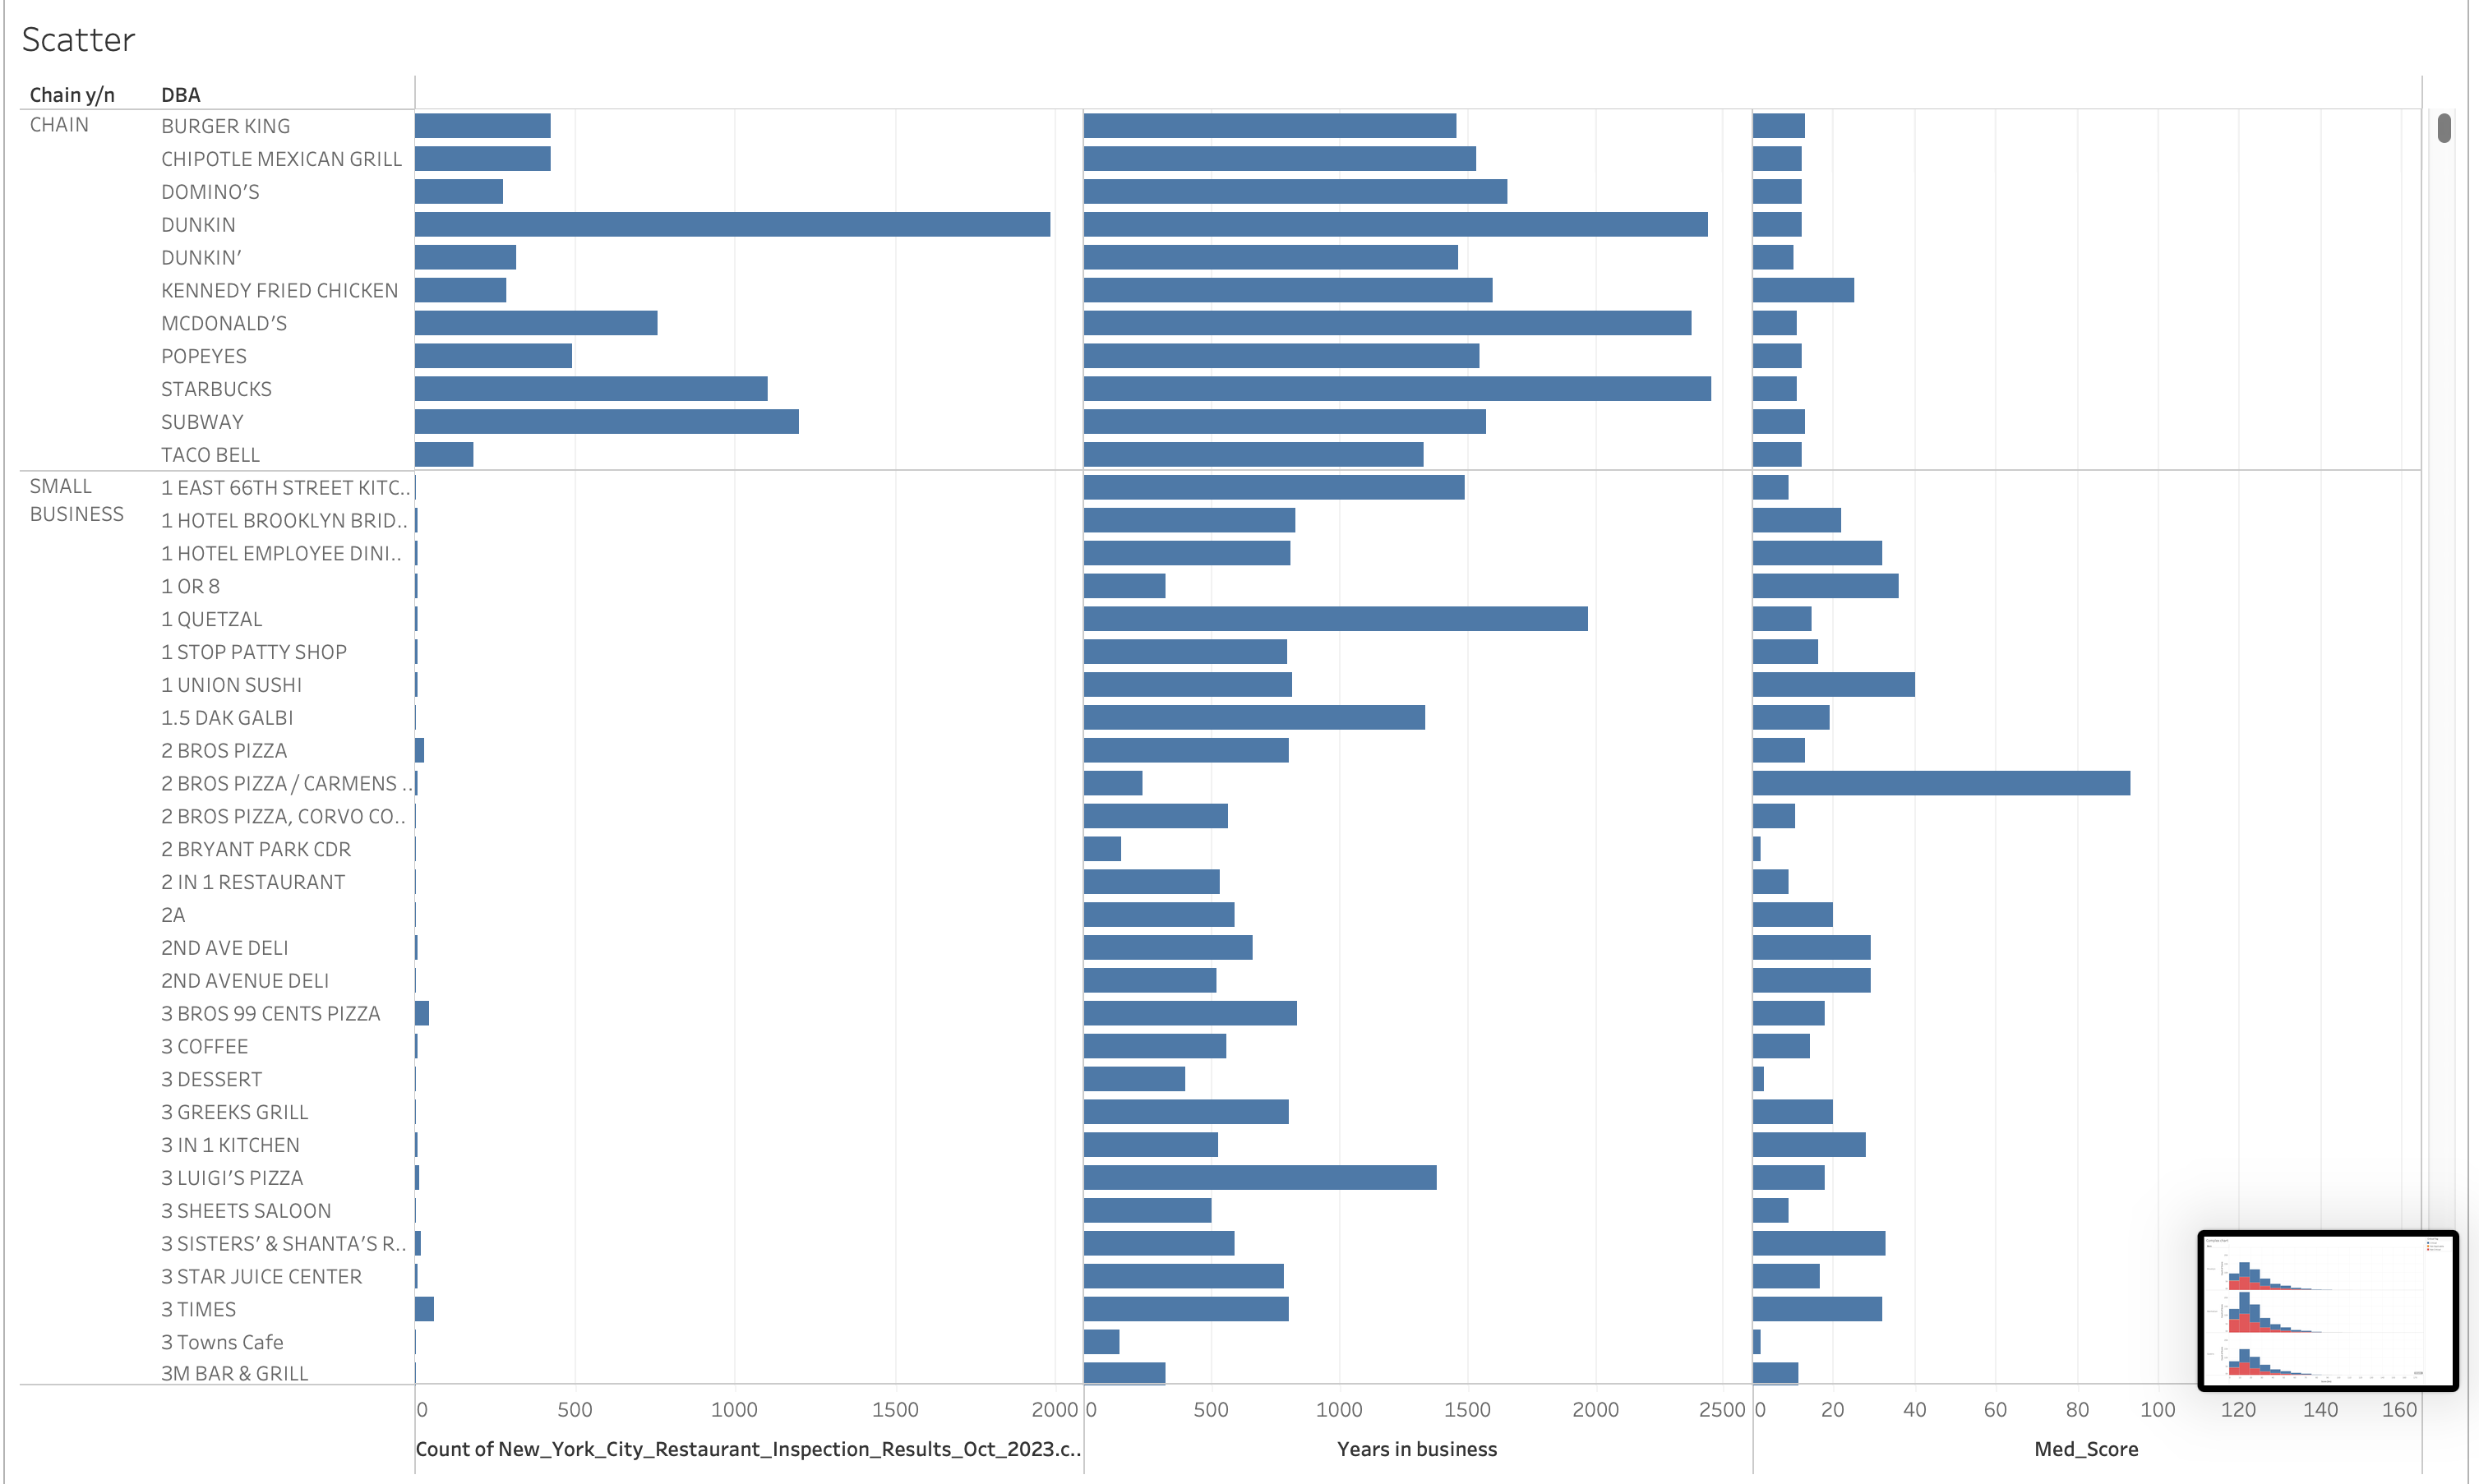 Scatter
Chain y/n DBA
CHAIN BURGER KING
CHIPOTLE MEXICAN GRILL
DOMINO'S
DUNKIN
DUNKIN'
KENNEDY FRIED CHICKEN
MCDONALD'S
POPEYES
STARBUCKS
SUBWAY
TACO BELL
SMALL BUSINESS 1 EAST 66TH STREET KITC..
1 HOTEL BROOKLYN BRID..
1 HOTEL EMPLOYEE DINI..
1 OR 8
1 QUETZAL
1 STOP PATTY SHOP
1 UNION SUSHI
1.5 DAK GALBI
2 BROS PIZZA
2 BROS PIZZA / CARMENS ..
2 BROS PIZZA, CORVO CO..
2 BRYANT PARK CDR
2 IN 1 RESTAURANT
2A
2ND AVE DELI
2ND AVENUE DELI
3 BROS 99 CENTS PIZZA
3 COFFEE
3 DESSERT
3 GREEKS GRILL
3 IN 1 KITCHEN
3 LUIGI'S PIZZA
3 SHEETS SALOON
3 SISTERS' & SHANTA'S R..
3 STAR JUICE CENTER
3 TIMES
3 Towns Cafe
3M BAR & GRILL
0 500 1000 1500 2000 0 500 1000 1500 2000 2500 0 20 40 60 80 100 120 140 160
Count of New_York_City_Restaurant_Inspection_Results_Oct_2023.c.. Years in business Med_Score